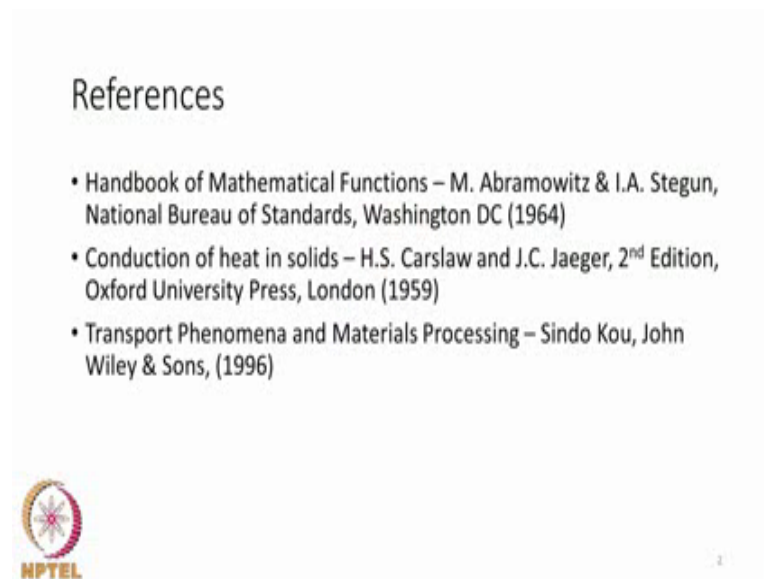 References
• Handbook of Mathematical Functions – M. Abramowitz & I.A. Stegun,
National Bureau of Standards, Washington DC (1964)
• Conduction of heat in solids – H.S. Carslaw and J.C. Jaeger, 2nd Edition,
Oxford University Press, London (1959)
• Transport Phenomena and Materials Processing – Sindo Kou, John
Wiley & Sons, (1996)
NPTEL
2